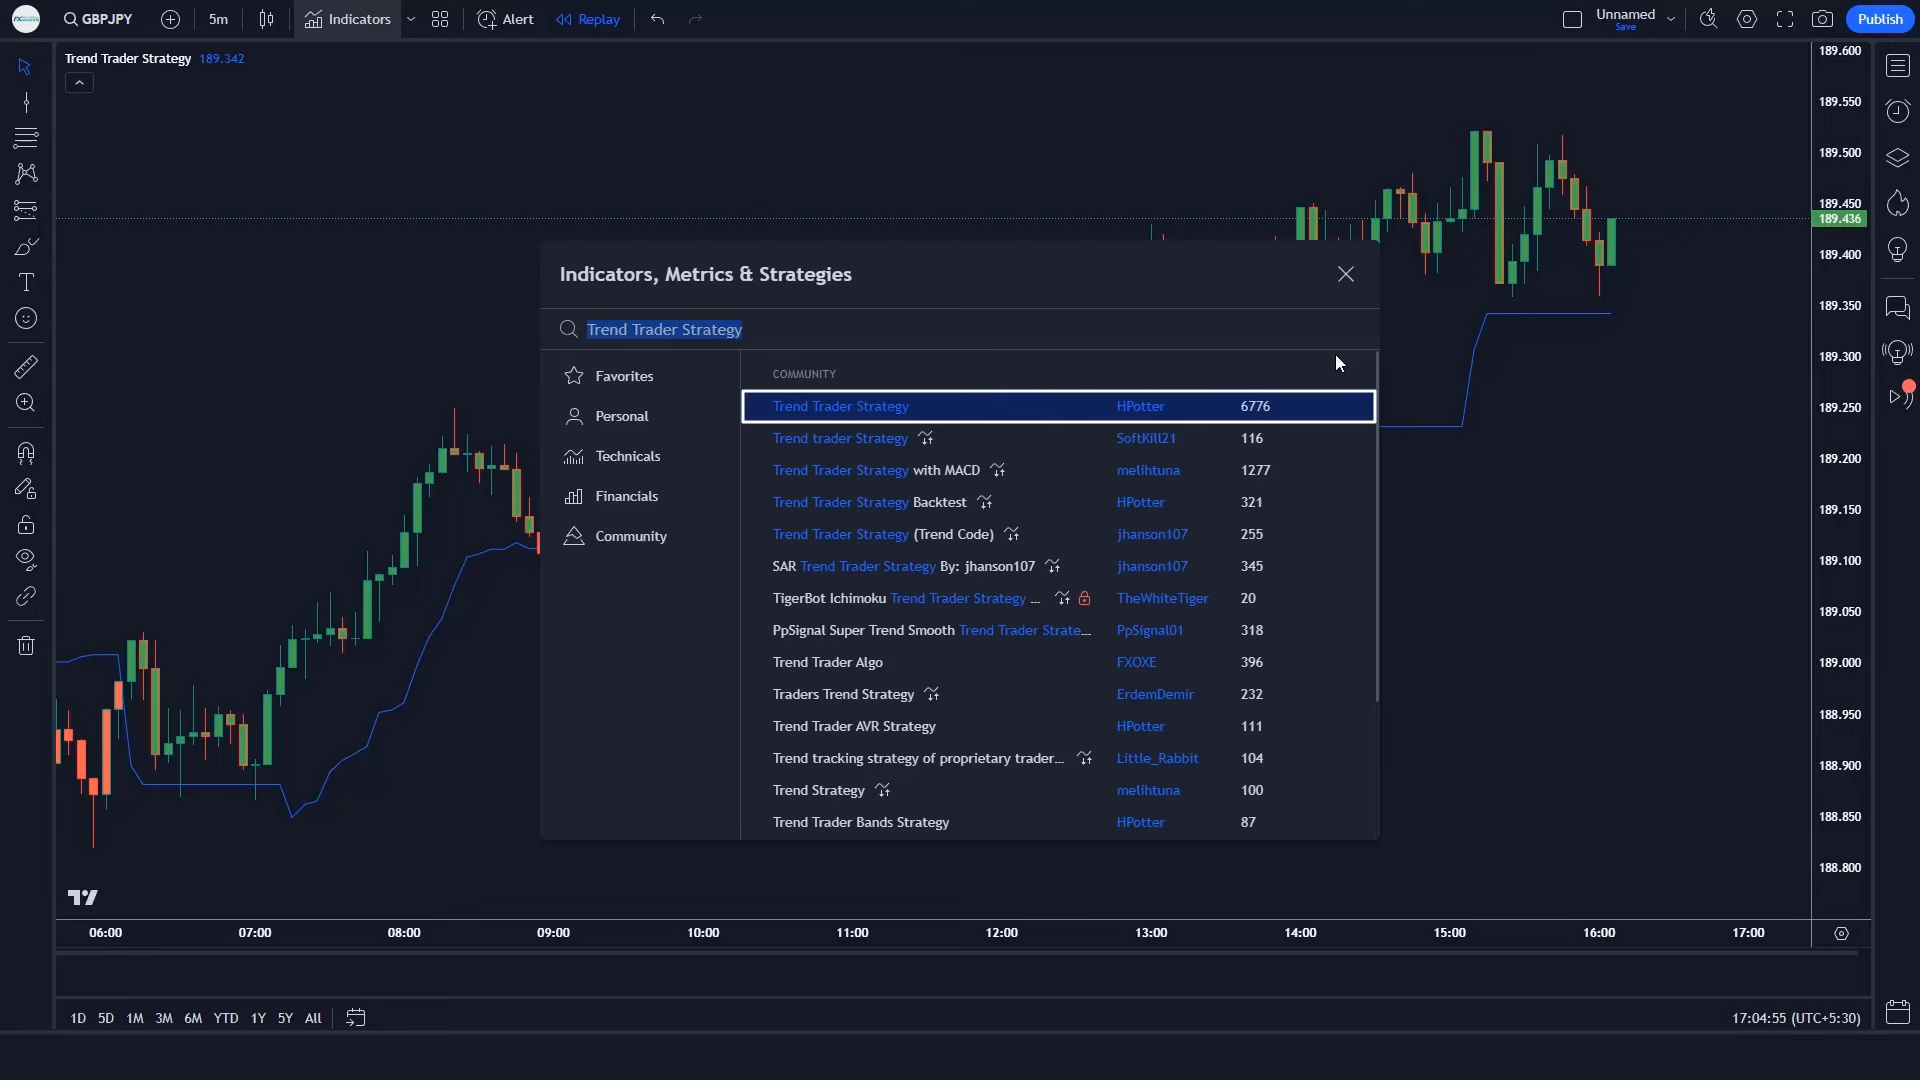 GBPJPY 5m Indicators Alert Replay Unnamed Save Publish
Trend Trader Strategy 189.342
Indicators, Metrics & Strategies
Trend Trader Strategy
Favorites
Personal
Technicals
Financials
Community
COMMUNITY
Trend Trader Strategy HPotter 6776
Trend trader Strategy SoftKill21 116
Trend Trader Strategy with MACD melihtuna 1277
Trend Trader Strategy Backtest HPotter 321
Trend Trader Strategy (Trend Code) jhanson107 255
SAR Trend Trader Strategy By: jhanson107 jhanson107 345
TigerBot Ichimoku Trend Trader Strategy ... TheWhiteTiger 20
PpSignal Super Trend Smooth Trend Trader Strate... PpSignal01 318
Trend Trader Algo FXOXE 396
Traders Trend Strategy ErdemDemir 232
Trend Trader AVR Strategy HPotter 111
Trend tracking strategy of proprietary trader... Little_Rabbit 104
Trend Strategy melihtuna 100
Trend Trader Bands Strategy HPotter 87
189.600
189.550
189.500
189.450
189.436
189.400
189.350
189.300
189.250
189.200
189.150
189.100
189.050
189.000
188.950
188.900
188.850
188.800
06:00 07:00 08:00 09:00 10:00 11:00 12:00 13:00 14:00 15:00 16:00 17:00
1D 5D 1M 3M 6M YTD 1Y 5Y All 17:04:55 (UTC+5:30)